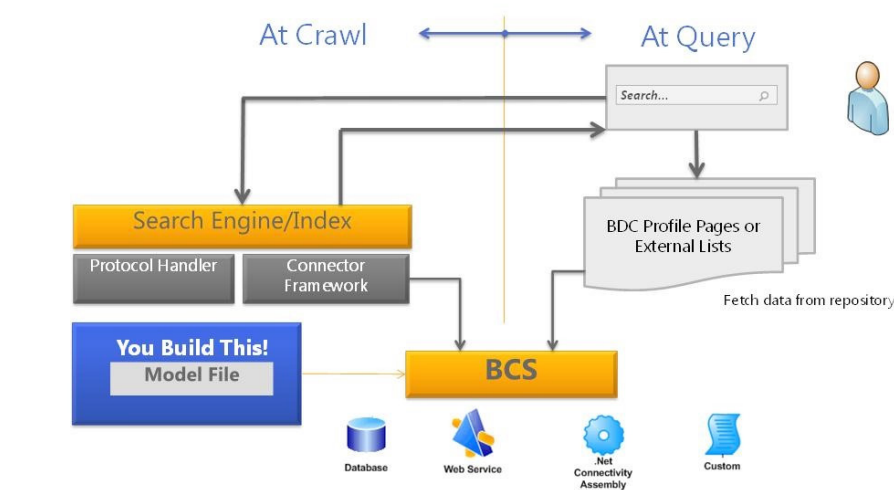 At Crawl
At Query
Search...
Search Engine/Index
BDC Profile Pages or
External Lists
Protocol Handler
Connector
Framework
Fetch data from repository
You Build This!
Model File
BCS
Database
Web Service
.Net
Connectivity
Assembly
Custom